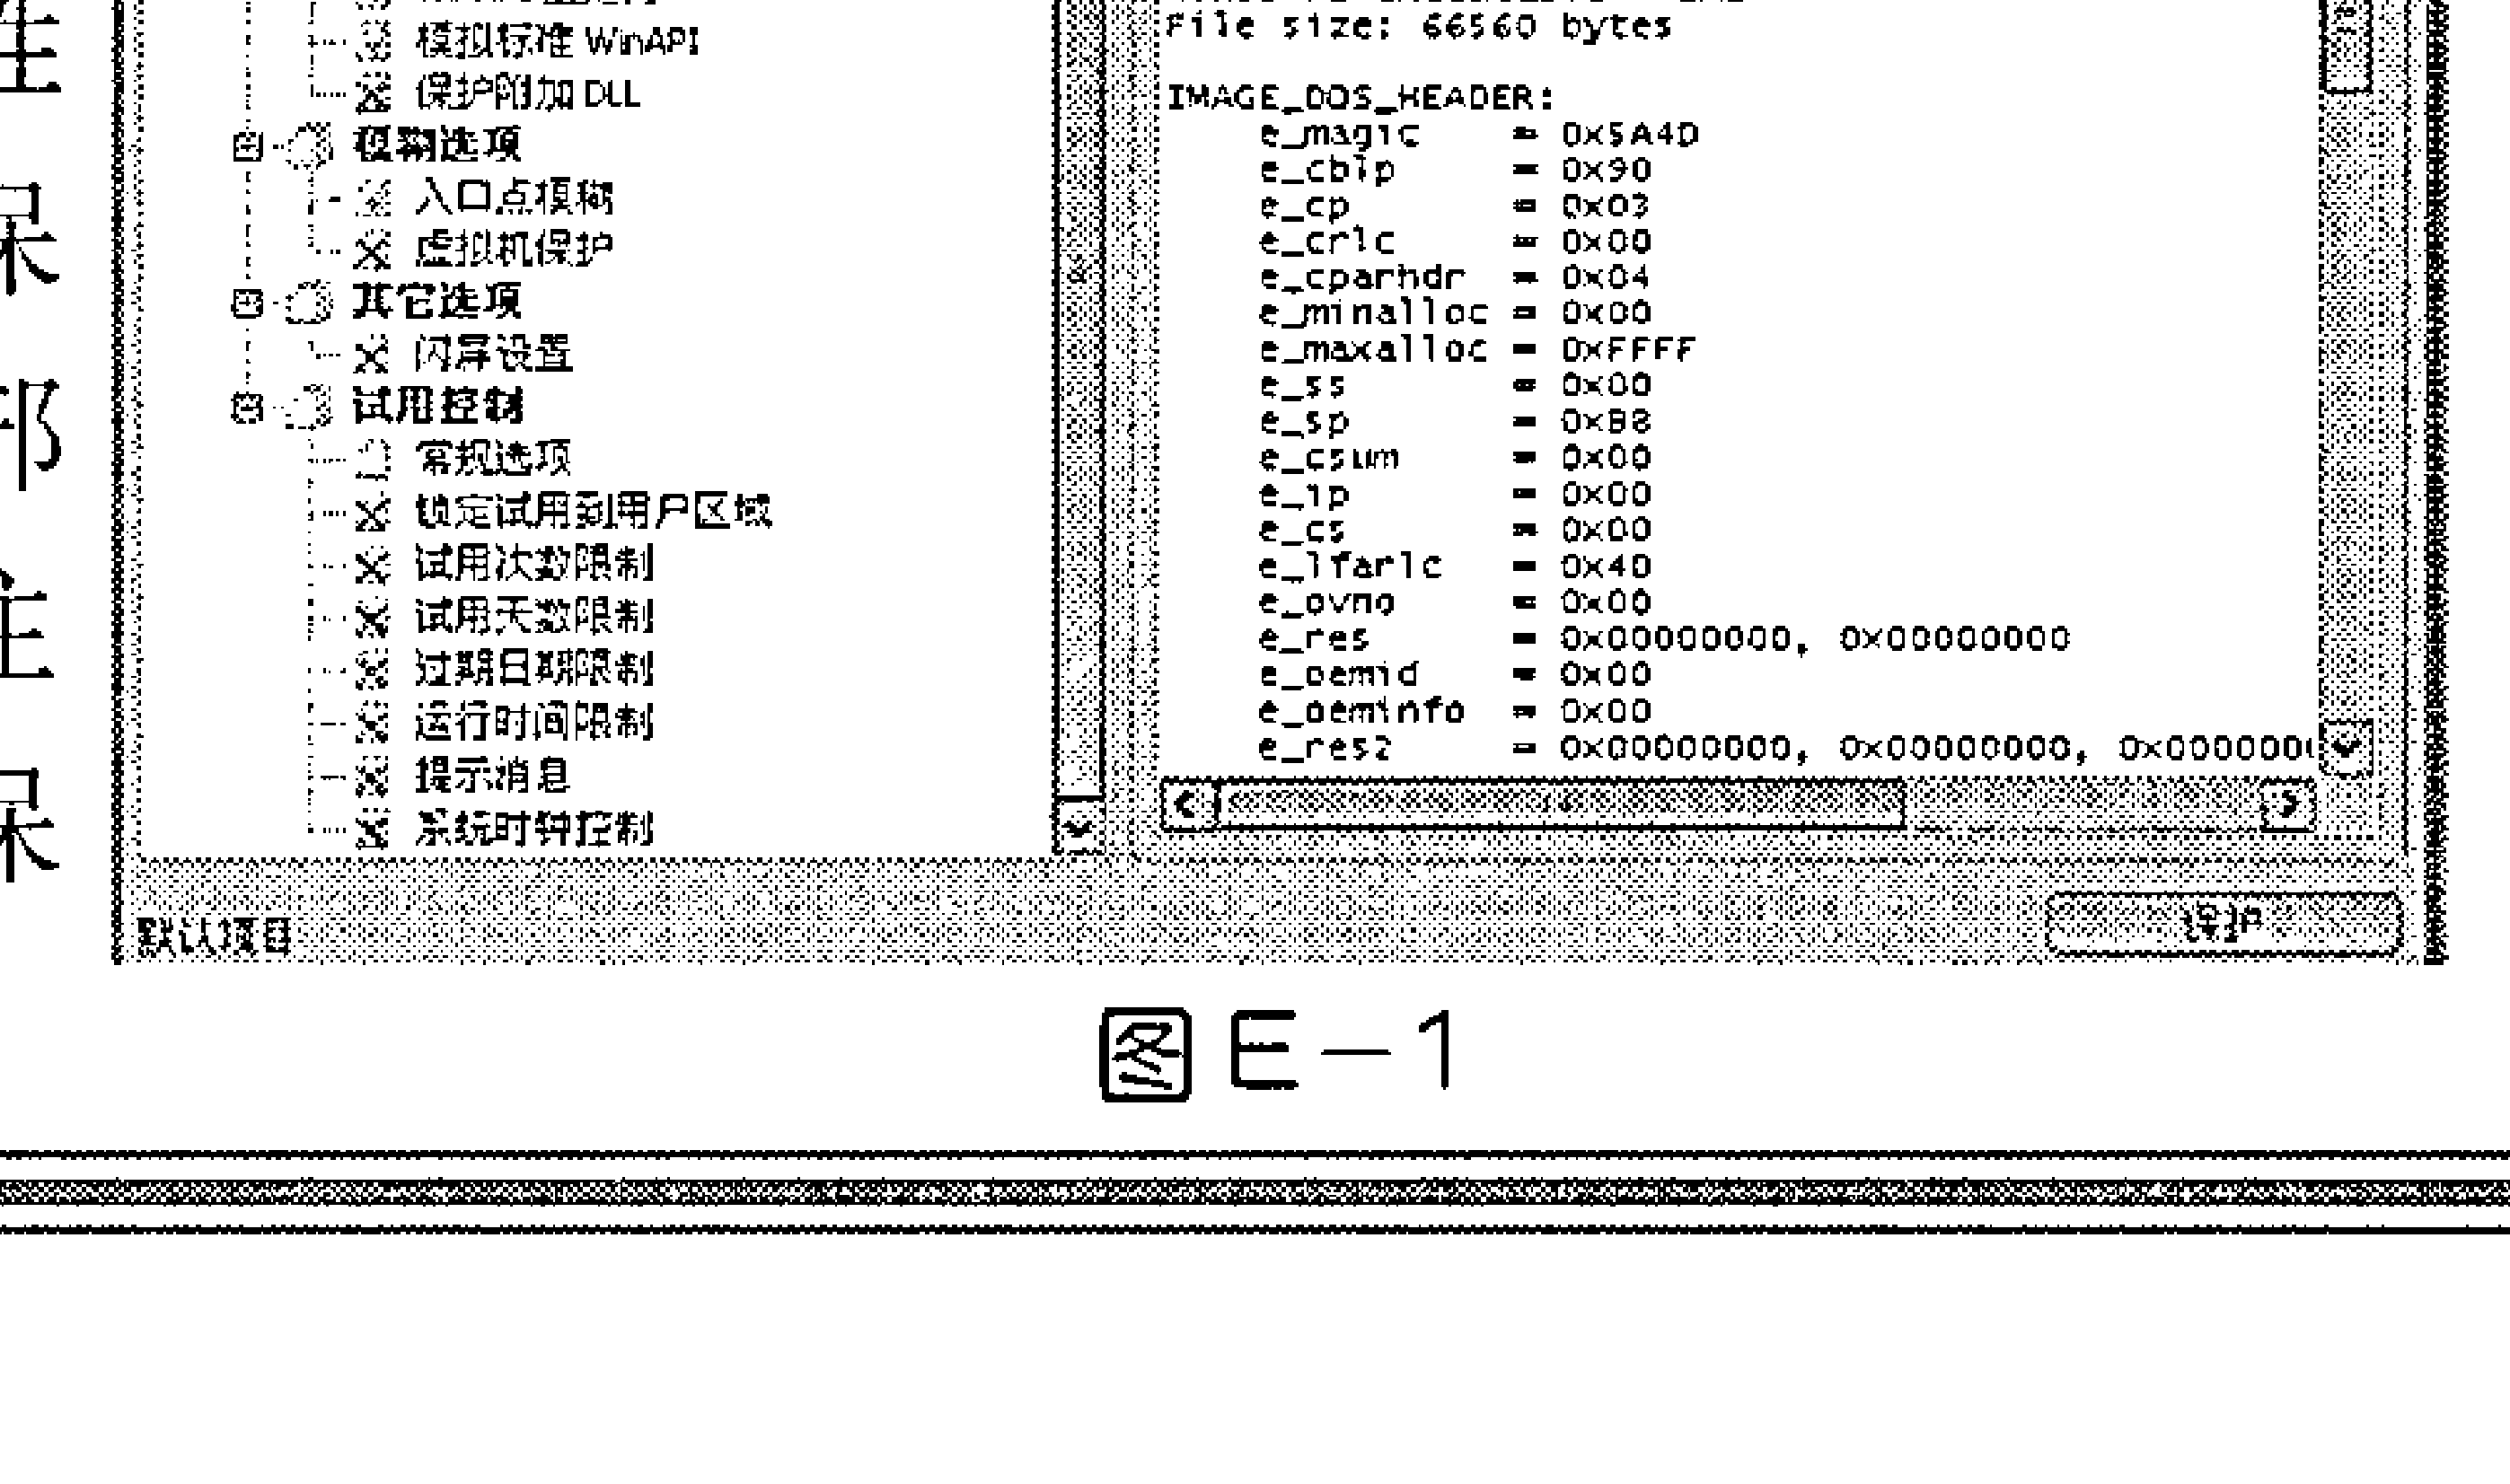 模拟标准 WinAPI
保护附加 DLL
模糊选项
入口点模糊
虚拟机保护
其它选项
闪屏设置
试用控制
常规选项
锁定试用到用户区域
试用次数限制
试用天数限制
过期日期限制
运行时间限制
提示消息
系统时钟控制
默认项目
File size: 66560 bytes
IMAGE_DOS_HEADER:
e_magic = 0x5A4D
e_cblp = 0x90
e_cp = 0x03
e_crlc = 0x00
e_cparhdr = 0x04
e_minalloc = 0x00
e_maxalloc = 0xFFFF
e_ss = 0x00
e_sp = 0xB8
e_csum = 0x00
e_ip = 0x00
e_cs = 0x00
e_lfarlc = 0x40
e_ovno = 0x00
e_res = 0x00000000, 0x00000000
e_oemid = 0x00
e_oeminfo = 0x00
e_res2 = 0x00000000, 0x00000000, 0x000000
保护
图 E-1